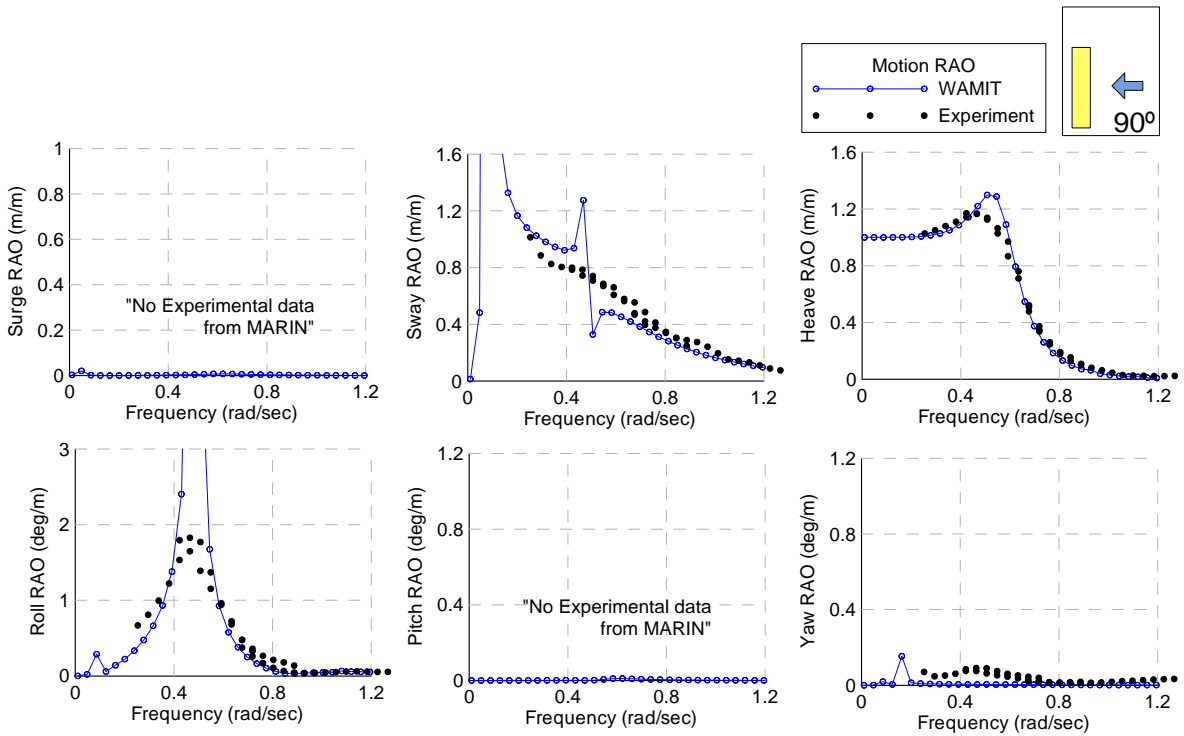 Motion RAO
WAMIT
Experiment
90º
Surge RAO (m/m)
1
0.8
0.6
0.4
0.2
0
"No Experimental data
from MARIN"
0 0.4 0.8 1.2
Frequency (rad/sec)
Sway RAO (m/m)
1.6
1.2
0.8
0.4
0
0 0.4 0.8 1.2
Frequency (rad/sec)
Heave RAO (m/m)
1.6
1.2
0.8
0.4
0
0 0.4 0.8 1.2
Frequency (rad/sec)
Roll RAO (deg/m)
3
2
1
0
0 0.4 0.8 1.2
Frequency (rad/sec)
Pitch RAO (deg/m)
1.2
0.8
0.4
0
"No Experimental data
from MARIN"
0 0.4 0.8 1.2
Frequency (rad/sec)
Yaw RAO (deg/m)
1.2
0.8
0.4
0
0 0.4 0.8 1.2
Frequency (rad/sec)